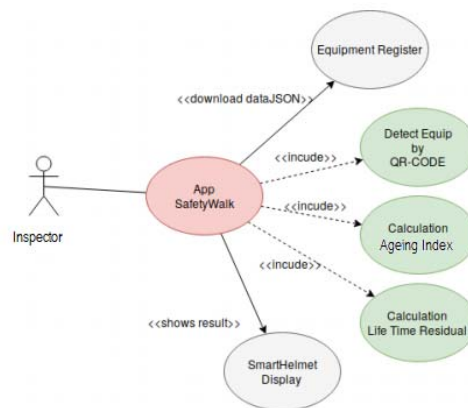 Equipment Register
<<download dataJSON>>
Detect Equip
by
QR-CODE
<<incude>>
App
SafetyWalk
<<incude>>
Calculation
Ageing Index
Inspector
<<incude>>
Calculation
Life Time Residual
<<shows result>>
SmartHelmet
Display